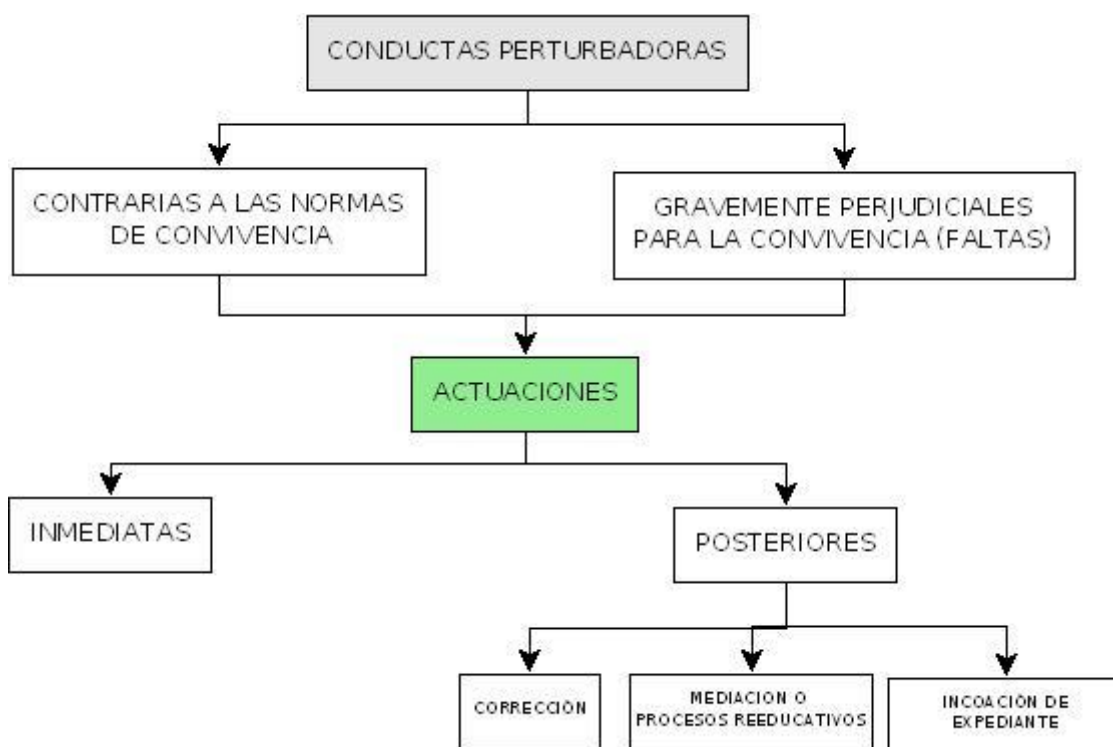 CONDUCTAS PERTURBADORAS
CONTRARIAS A LAS NORMAS
DE CONVIVENCIA
GRAVEMENTE PERJUDICIALES
PARA LA CONVIVENCIA (FALTAS)
ACTUACIONES
INMEDIATAS
POSTERIORES
CORRECCIÓN
MEDIACION O
PROCESOS REEDUCATIVOS
INCOACIÓN DE
EXPEDIANTE